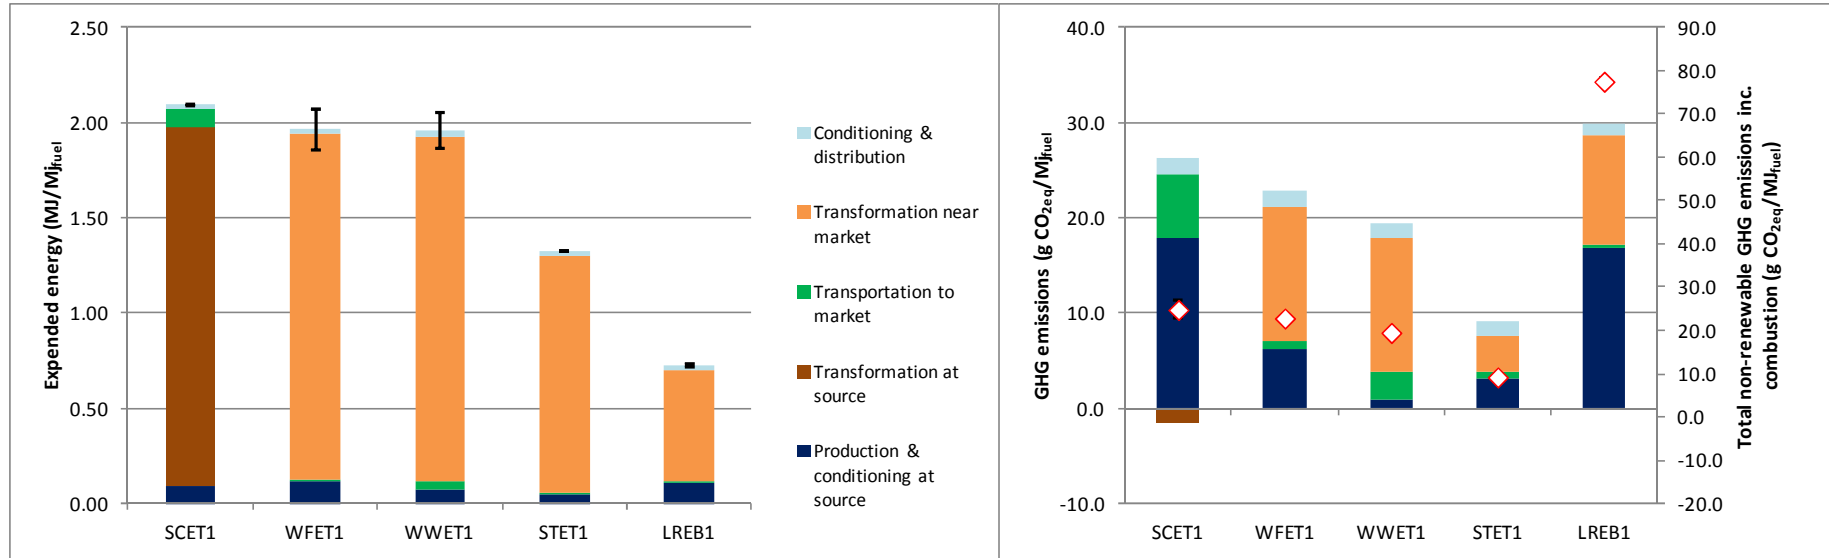 2.50
2.00
1.50
1.00
0.50
0.00
Expended energy (MJ/Mjfuel)
SCET1
WFET1
WWET1
STET1
LREB1
Conditioning &
distribution
Transformation near
market
Transportation to
market
Transformation at
source
Production &
conditioning at
source
40.0
30.0
20.0
10.0
0.0
-10.0
GHG emissions (g CO2eq/Mjfuel
SCET1
WFET1
WWET1
STET1
LREB1
90.0
80.0
70.0
60.0
50.0
40.0
30.0
20.0
10.0
0.0
-10.0
-20.0
Total non-renewable GHG emissions inc.
combustion (g CO2eq/MJfuel)